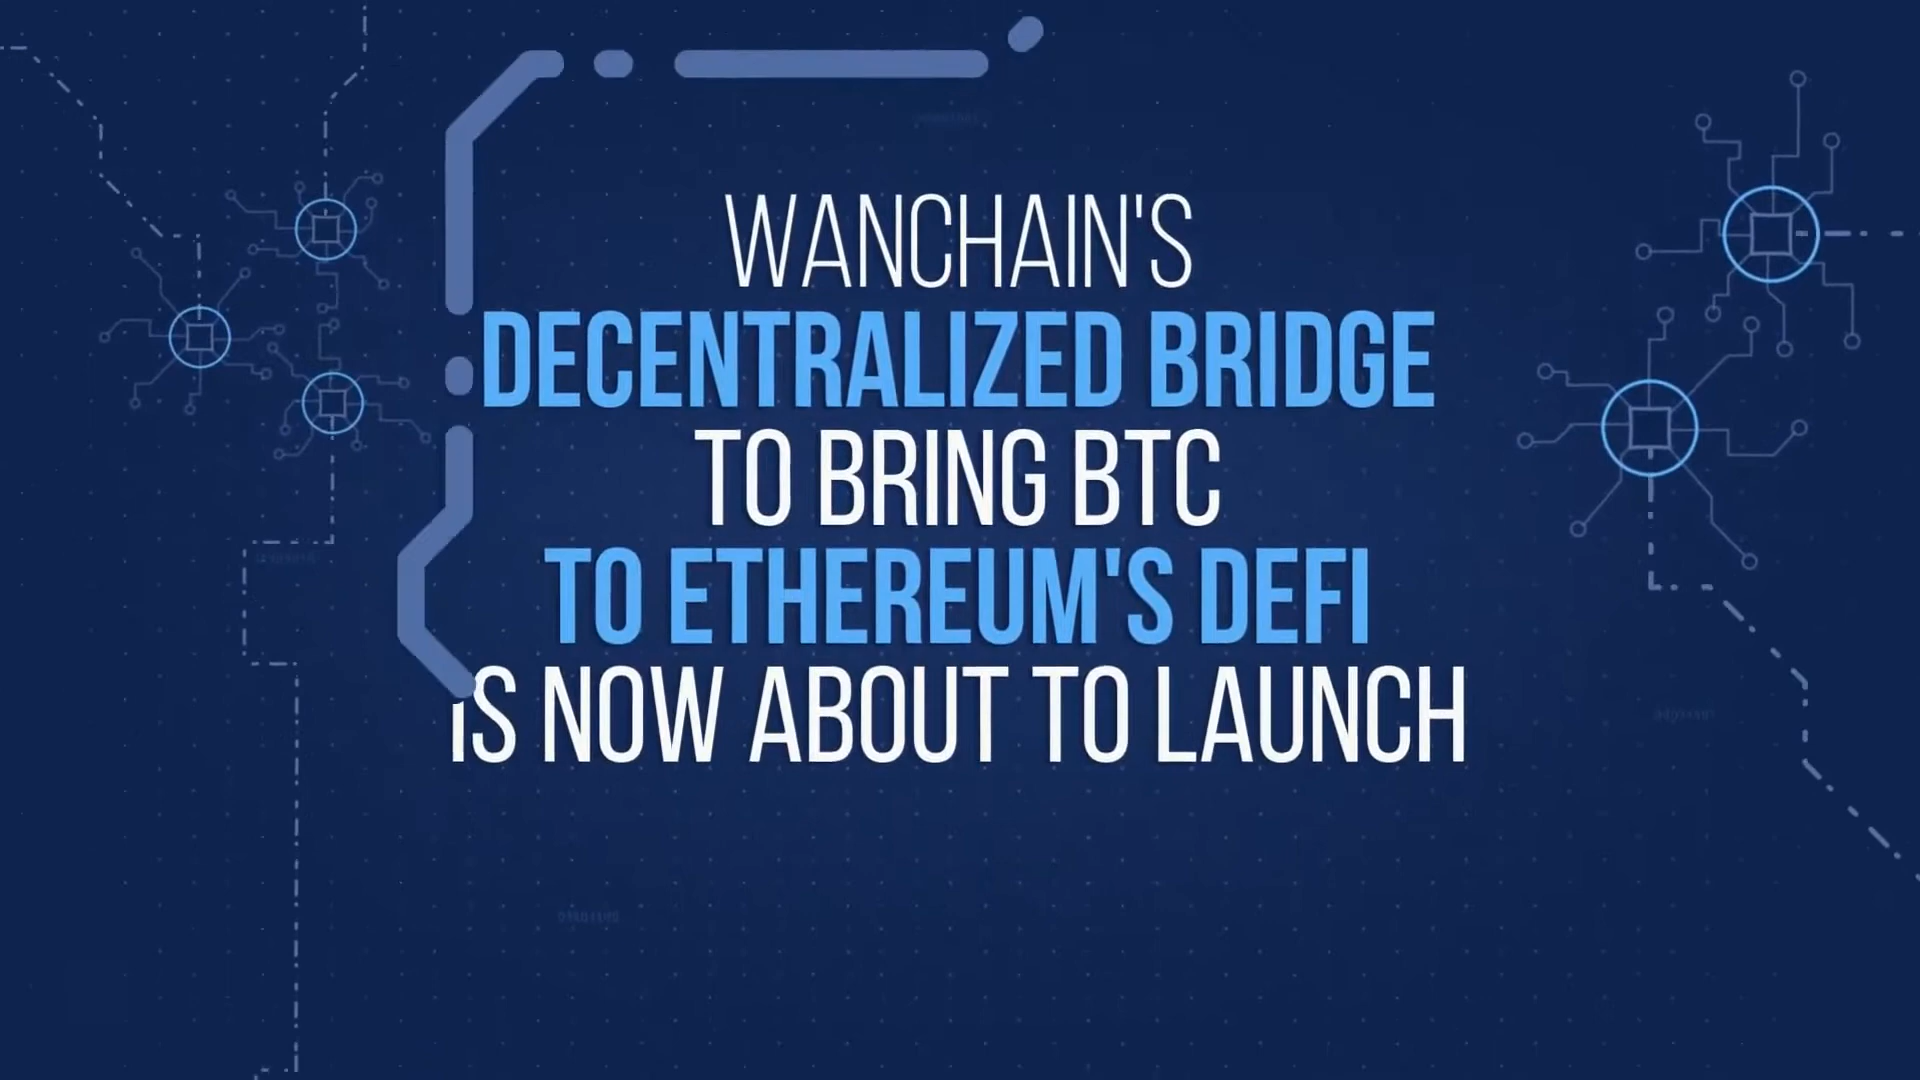 WANCHAIN'S
DECENTRALIZED BRIDGE
TO BRING BTC
TO ETHEREUM'S DEFI
IS NOW ABOUT TO LAUNCH